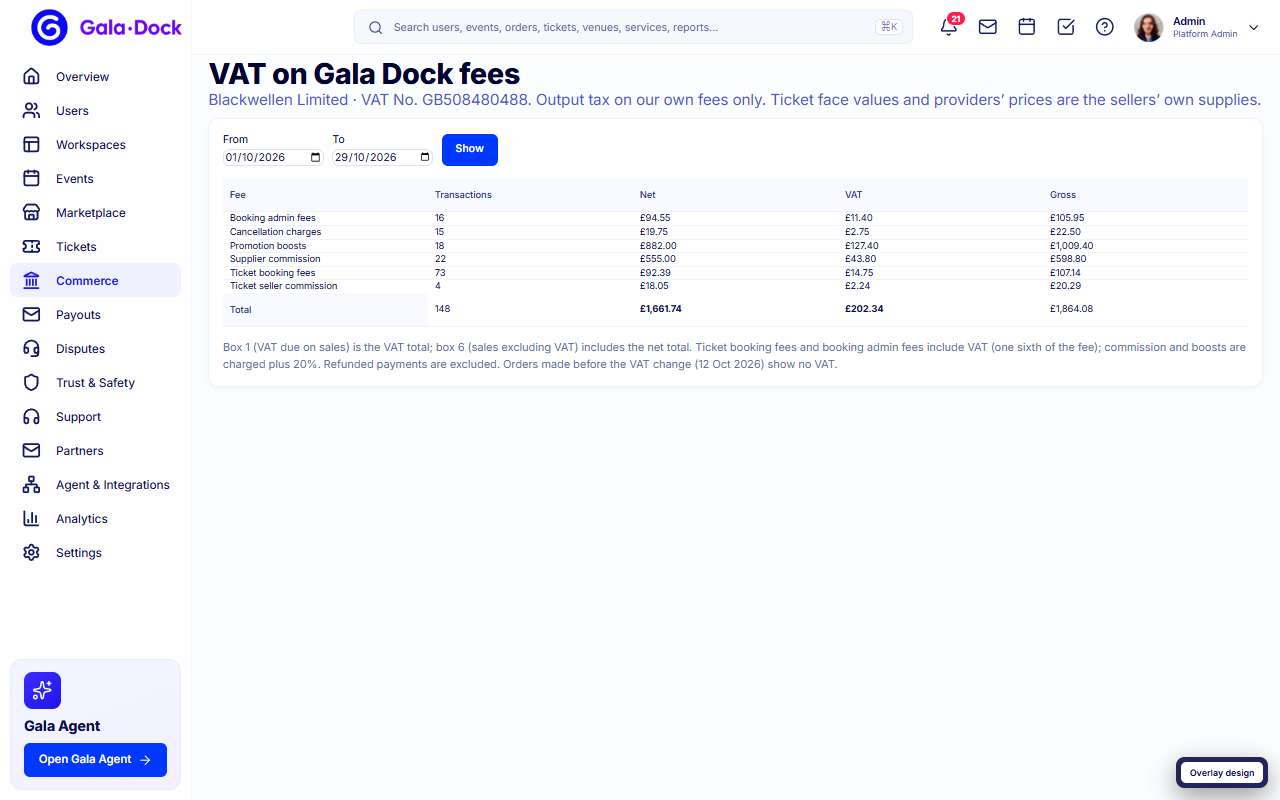 Gala·Dock
Search users, events, orders, tickets, venues, services, reports...
⌘K
21
Admin
Platform Admin
Overview
Users
Workspaces
Events
Marketplace
Tickets
Commerce
Payouts
Disputes
Trust & Safety
Support
Partners
Agent & Integrations
Analytics
Settings
Gala Agent
Open Gala Agent →
VAT on Gala Dock fees
Blackwellen Limited · VAT No. GB508480488. Output tax on our own fees only. Ticket face values and providers’ prices are the sellers’ own supplies.
From To
01/10/2026 29/10/2026 Show
Fee Transactions Net VAT Gross
Booking admin fees 16 £94.55 £11.40 £105.95
Cancellation charges 15 £19.75 £2.75 £22.50
Promotion boosts 18 £882.00 £127.40 £1,009.40
Supplier commission 22 £555.00 £43.80 £598.80
Ticket booking fees 73 £92.39 £14.75 £107.14
Ticket seller commission 4 £18.05 £2.24 £20.29
Total 148 £1,661.74 £202.34 £1,864.08
Box 1 (VAT due on sales) is the VAT total; box 6 (sales excluding VAT) includes the net total. Ticket booking fees and booking admin fees include VAT (one sixth of the fee); commission and boosts are
charged plus 20%. Refunded payments are excluded. Orders made before the VAT change (12 Oct 2026) show no VAT.
Overlay design